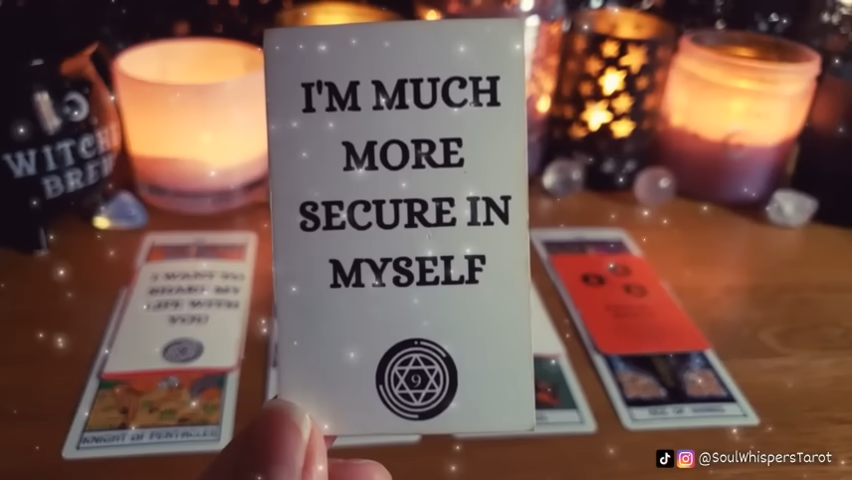 I'M MUCH
MORE
SECURE IN
MYSELF
9
WITCHES
BREW
I WANT TO
SHARE MY
LIFE WITH
YOU
KNIGHT OF PENTACLES
@SoulWhispersTarot